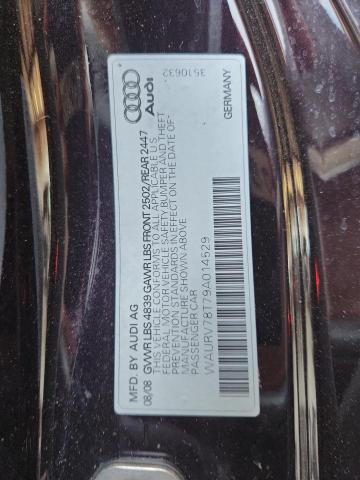 Audi
3510632
GERMANY
MFD. BY AUDI AG
08/08
GVWR LBS 4839 GAWR LBS FRONT 2502/REAR 2447
THIS VEHICLE CONFORMS TO ALL APPLICABLE U.S.
FEDERAL MOTOR VEHICLE SAFETY BUMPER AND THEFT
PREVENTION STANDARDS IN EFFECT ON THE DATE OF
MANUFACTURE SHOWN ABOVE
PASSENGER CAR
WAURV78T79A014529